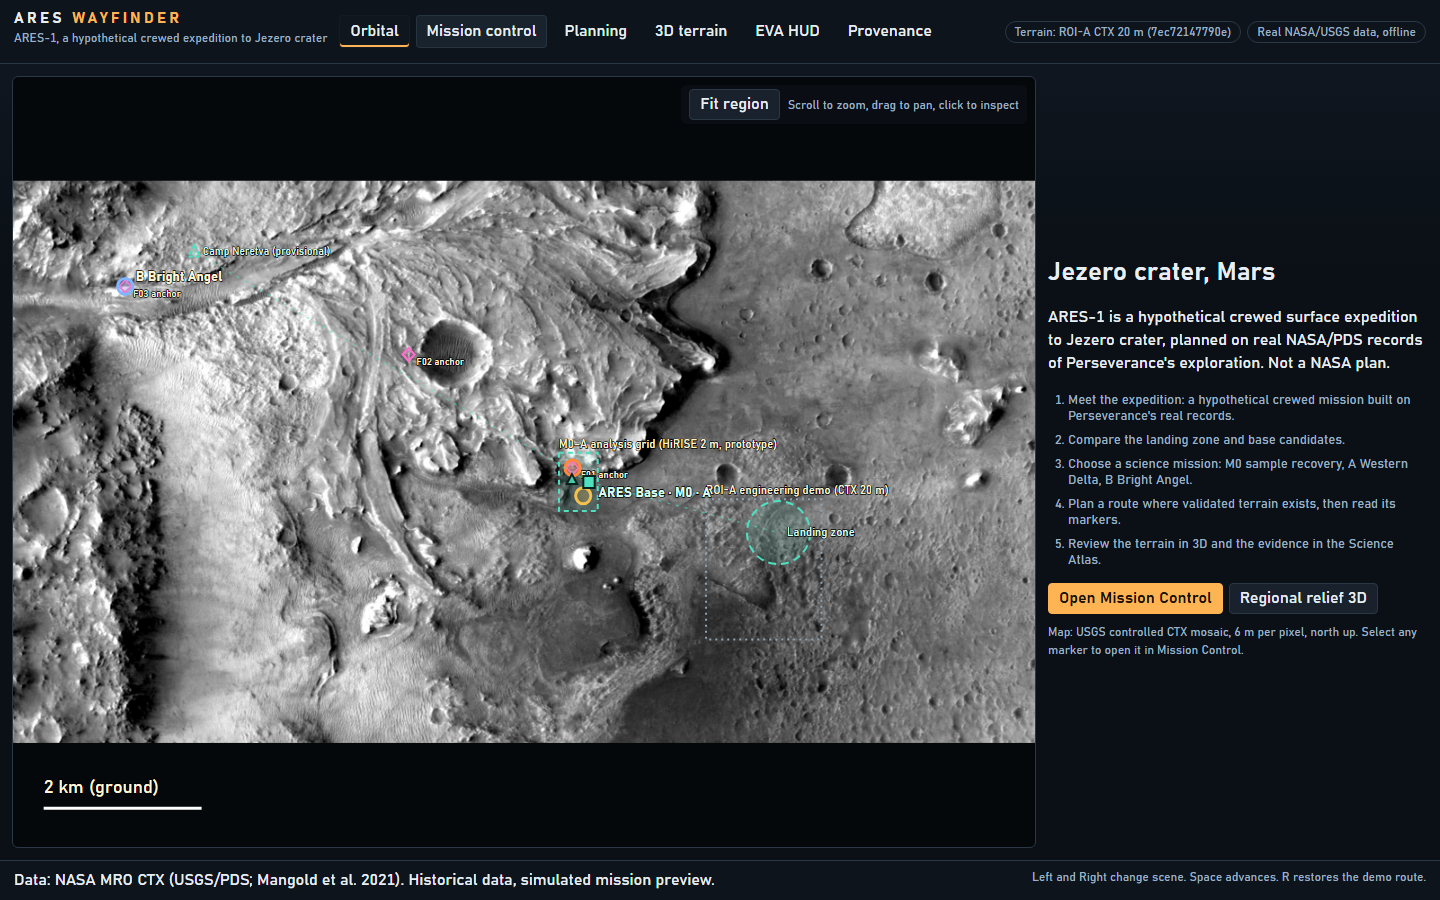 ARES WAYFINDER
ARES-1, a hypothetical crewed expedition to Jezero crater
Orbital
Mission control
Planning
3D terrain
EVA HUD
Provenance
Terrain: ROI-A CTX 20 m (7ec72147790e)
Real NASA/USGS data, offline
Fit region
Scroll to zoom, drag to pan, click to inspect
Camp Neretva (provisional)
B Bright Angel
F03 anchor
F02 anchor
M0-A analysis grid (HiRISE 2 m, prototype)
F01 anchor
ARES Base · M0 · A
ROI-A engineering demo (CTX 20 m)
Landing zone
2 km (ground)
Jezero crater, Mars
ARES-1 is a hypothetical crewed surface expedition
to Jezero crater, planned on real NASA/PDS records
of Perseverance's exploration. Not a NASA plan.
1. Meet the expedition: a hypothetical crewed mission built on
Perseverance's real records.
2. Compare the landing zone and base candidates.
3. Choose a science mission: M0 sample recovery, A Western
Delta, B Bright Angel.
4. Plan a route where validated terrain exists, then read its
markers.
5. Review the terrain in 3D and the evidence in the Science
Atlas.
Open Mission Control
Regional relief 3D
Map: USGS controlled CTX mosaic, 6 m per pixel, north up. Select any
marker to open it in Mission Control.
Data: NASA MRO CTX (USGS/PDS; Mangold et al. 2021). Historical data, simulated mission preview.
Left and Right change scene. Space advances. R restores the demo route.